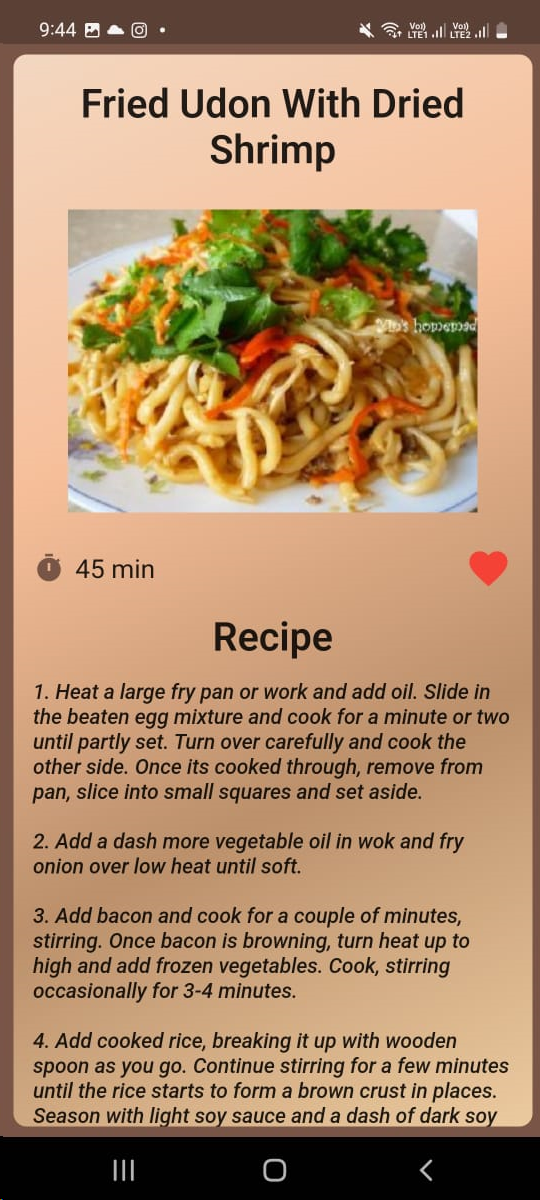 9:44
Vo)) LTE1 Vo)) LTE2
Fried Udon With Dried
Shrimp
45 min
Recipe
1. Heat a large fry pan or work and add oil. Slide in
the beaten egg mixture and cook for a minute or two
until partly set. Turn over carefully and cook the
other side. Once its cooked through, remove from
pan, slice into small squares and set aside.
2. Add a dash more vegetable oil in wok and fry
onion over low heat until soft.
3. Add bacon and cook for a couple of minutes,
stirring. Once bacon is browning, turn heat up to
high and add frozen vegetables. Cook, stirring
occasionally for 3-4 minutes.
4. Add cooked rice, breaking it up with wooden
spoon as you go. Continue stirring for a few minutes
until the rice starts to form a brown crust in places.
Season with light soy sauce and a dash of dark soy